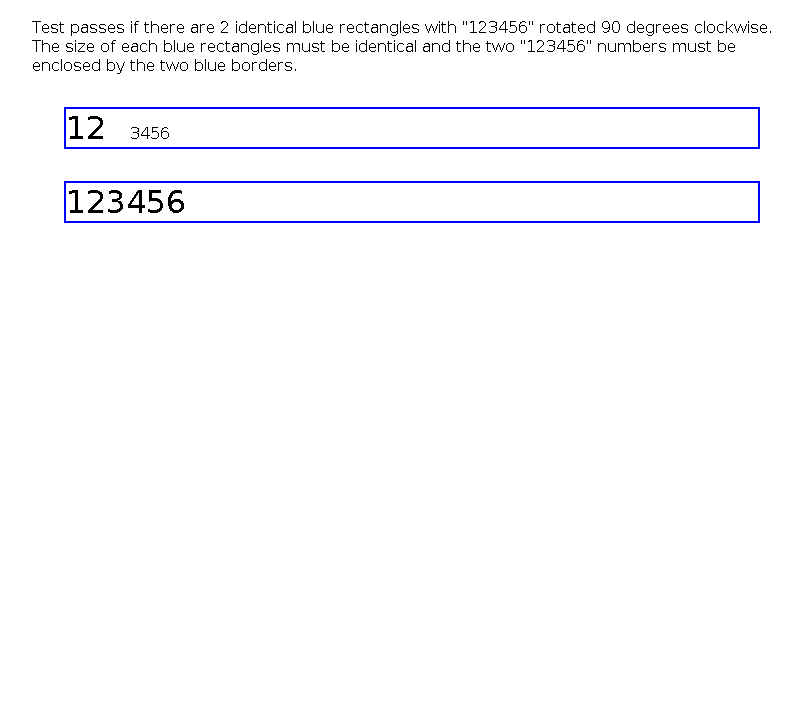 Test passes if there are 2 identical blue rectangles with "123456" rotated 90 degrees clockwise.
The size of each blue rectangles must be identical and the two "123456" numbers must be
enclosed by the two blue borders.
12 3456
123456